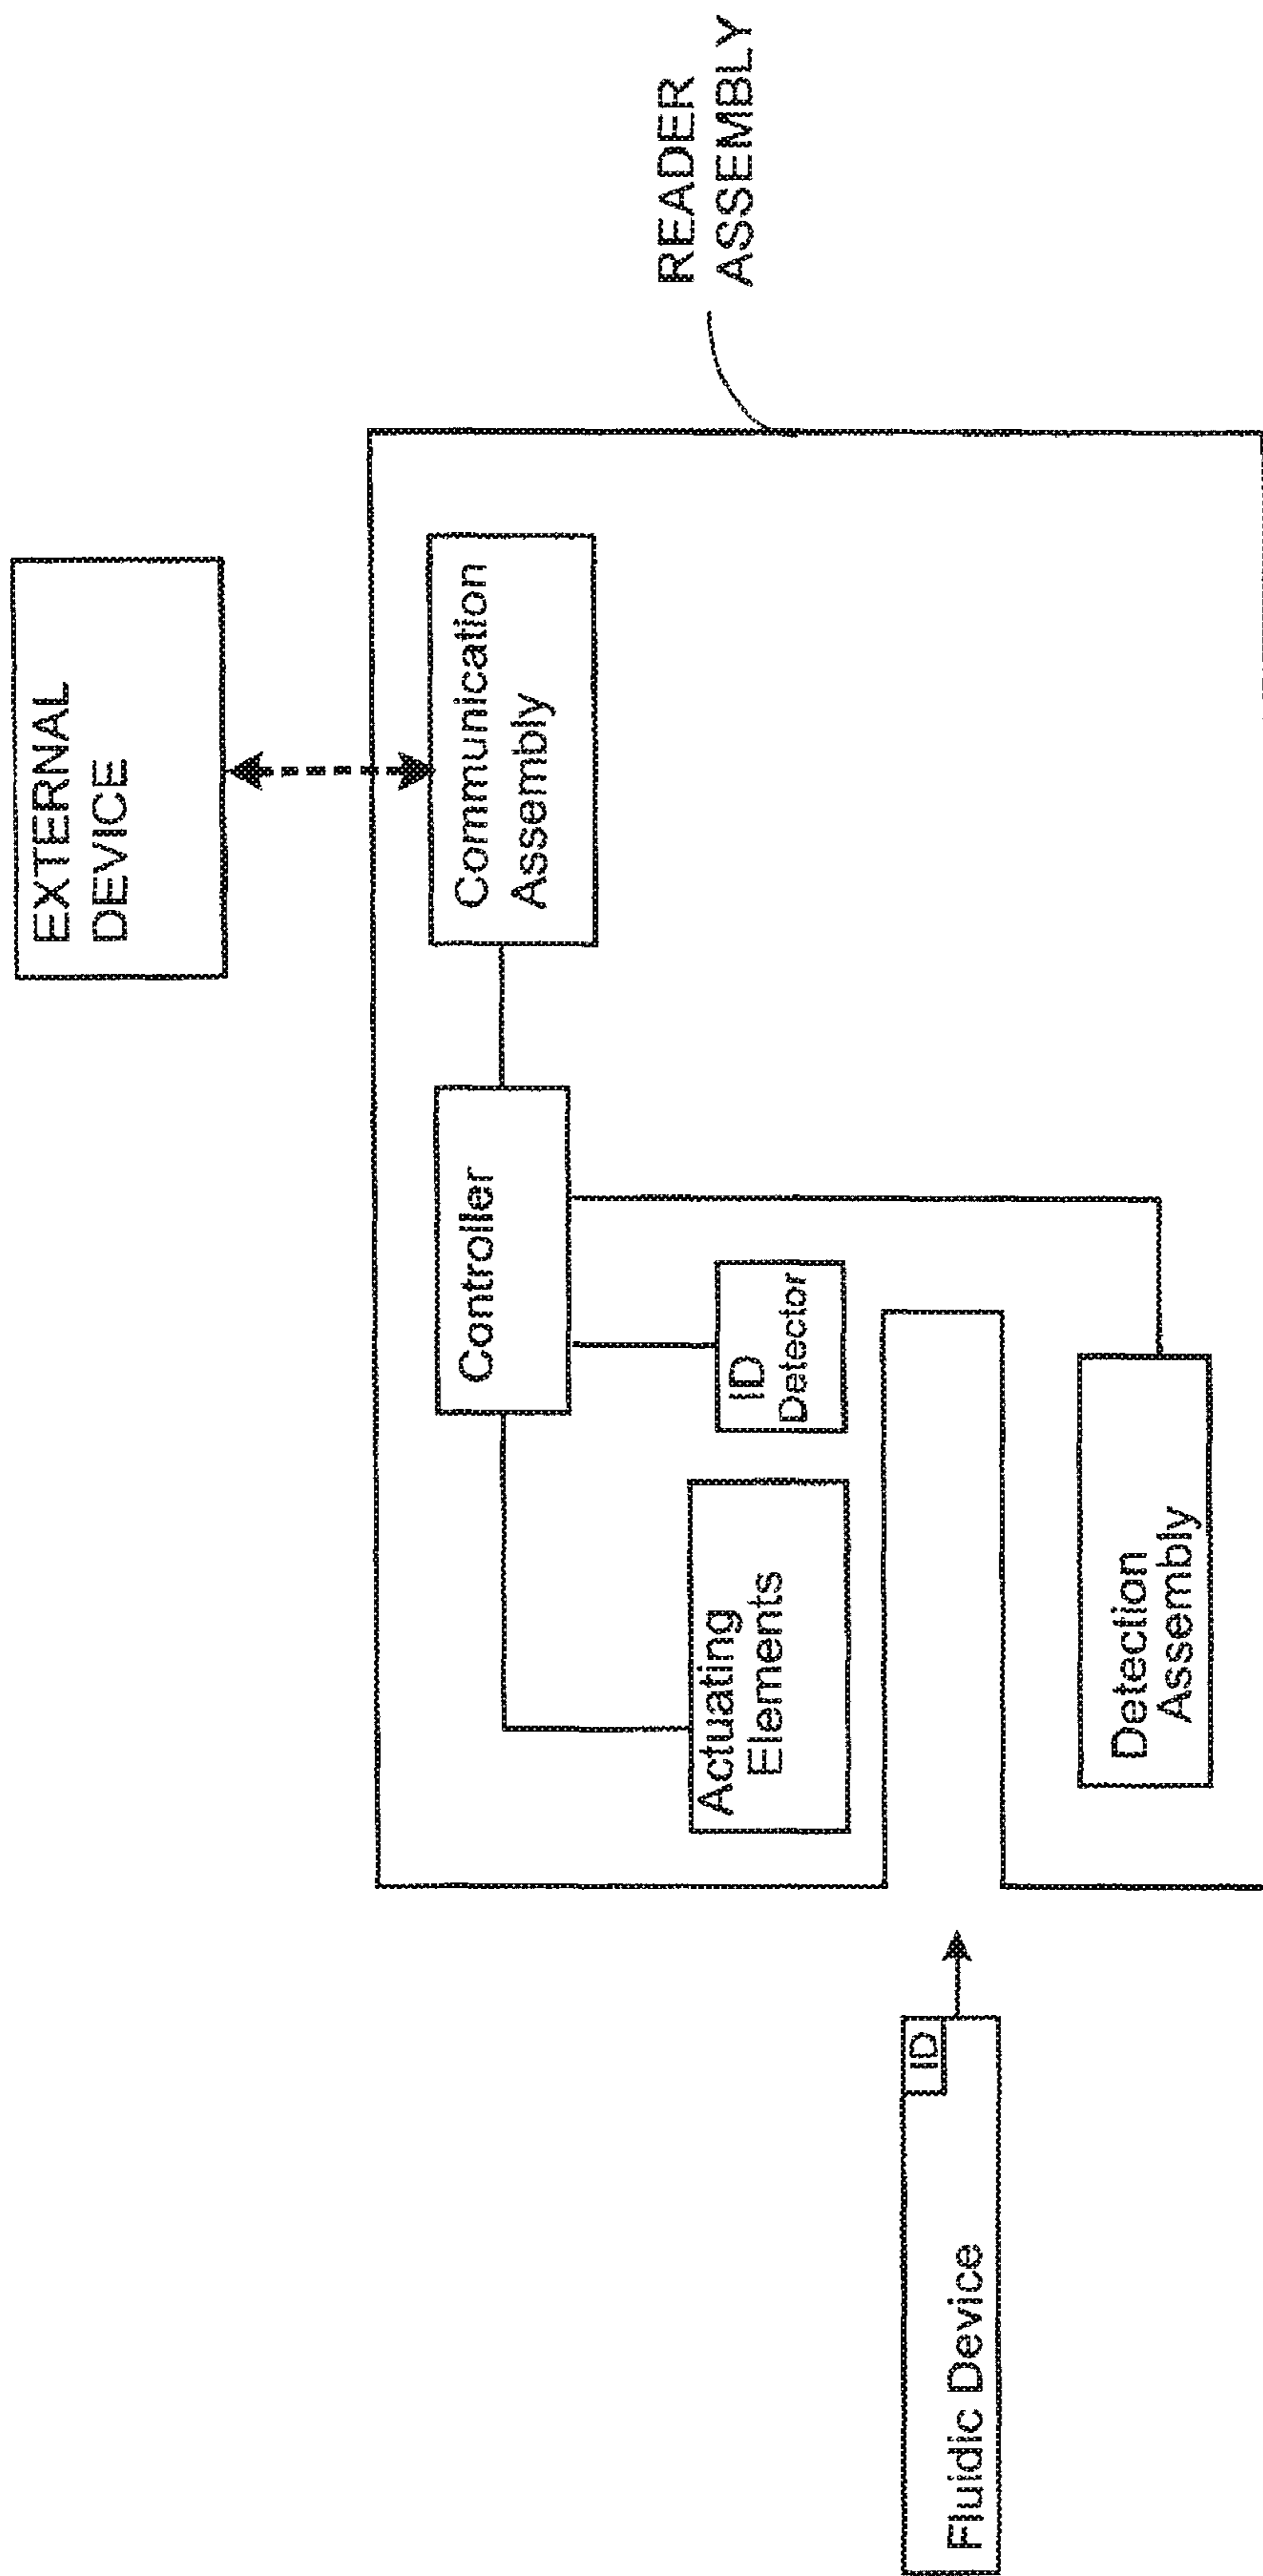 EXTERNAL
DEVICE
READER
ASSEMBLY
Communication
Assembly
Controller
ID
Detector
Actuating
Elements
Detection
Assembly
ID
Fluidic Device